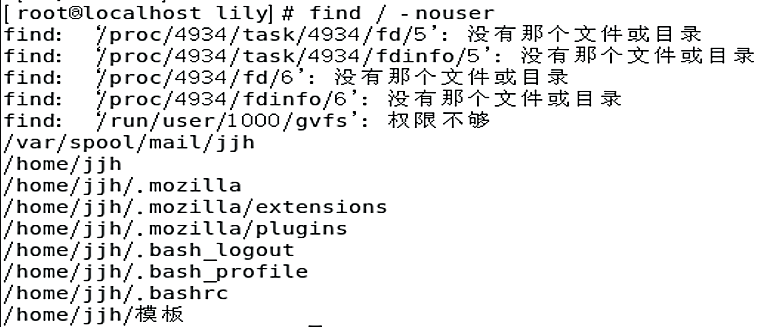 [root@localhost lily]# find / -nouser
find: ‘/proc/4934/task/4934/fd/5’: 没有那个文件或目录
find: ‘/proc/4934/task/4934/fdinfo/5’: 没有那个文件或目录
find: ‘/proc/4934/fd/6’: 没有那个文件或目录
find: ‘/proc/4934/fdinfo/6’: 没有那个文件或目录
find: ‘/run/user/1000/gvfs’: 权限不够
/var/spool/mail/jjh
/home/jjh
/home/jjh/.mozilla
/home/jjh/.mozilla/extensions
/home/jjh/.mozilla/plugins
/home/jjh/.bash_logout
/home/jjh/.bash_profile
/home/jjh/.bashrc
/home/jjh/模板